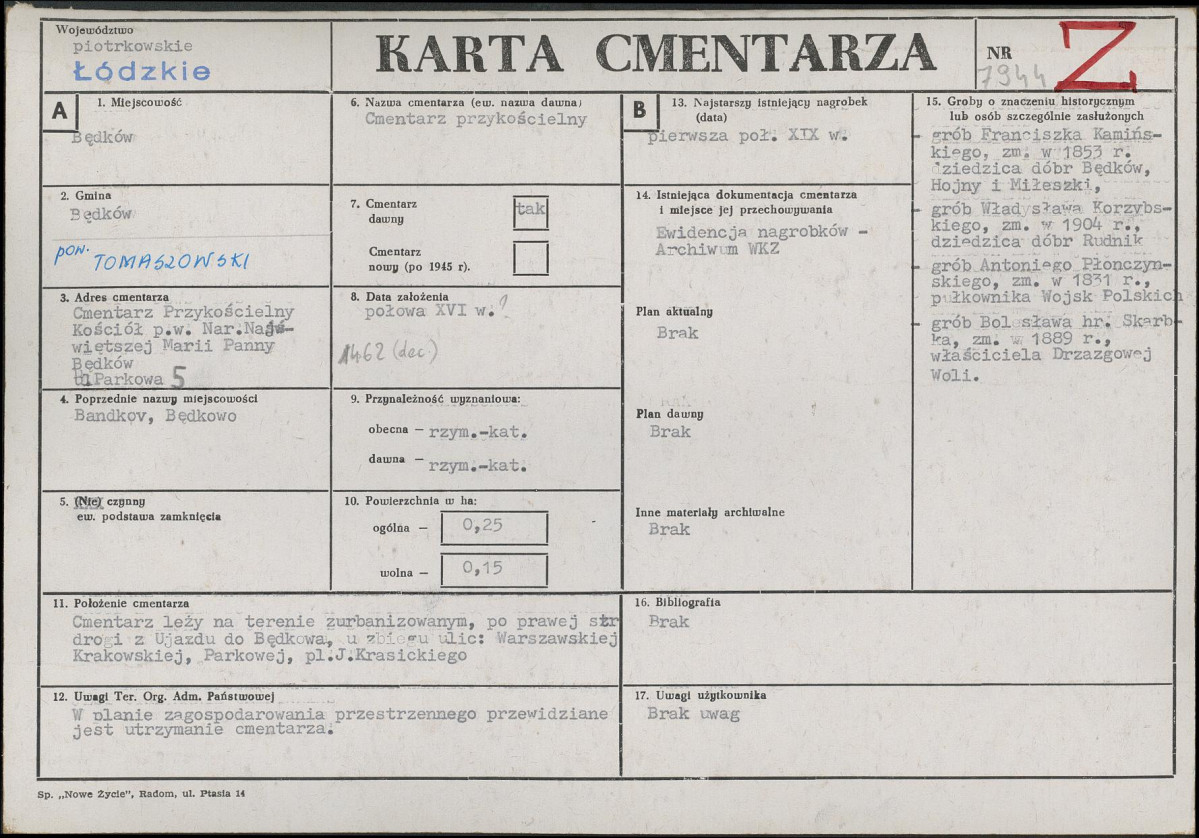 Województwo
piotrkowskie
Łódzkie
KARTA CMENTARZA
NR
7944
Z
A
1. Miejscowość
Będków
2. Gmina
Będków
pow. TOMASZOWSKI
3. Adres cmentarza
Cmentarz Przykościelny
Kościół p.w. Nar.Naj-
więtszej Marii Panny
Będków
ul Parkowa 5
4. Poprzednie nazwy miejscowości
Bandkov, Będkowo
5. (Nie) czynny
ew. podstawa zamknięcia
6. Nazwa cmentarza (ew. nazwa dawna)
Cmentarz przykościelny
7. Cmentarz
dawny
tak
Cmentarz
nowy (po 1945 r).
8. Data założenia
połowa XVI w.?
1462 (dec)
9. Przynależność wyznaniowa:
obecna — rzym.-kat.
dawna — rzym.-kat.
10. Powierzchnia w ha:
ogólna — 0,25
wolna — 0,15
B
13. Najstarszy istniejący nagrobek
(data)
pierwsza poł. XIX w.
14. Istniejąca dokumentacja cmentarza
i miejsce jej przechowywania
Ewidencja nagrobków -
Archiwum WKZ
Plan aktualny
Brak
Plan dawny
Brak
Inne materiały archiwalne
Brak
15. Groby o znaczeniu historycznym
lub osób szczególnie zasłużonych
- grób Franciszka Kamińs-
kiego, zm. w 1853 r.
dziedzica dóbr Będków,
Hojny i Miłeszki,
- grób Władysława Korzybs-
kiego, zm. w 1904 r.,
dziedzica dóbr Rudnik
- grób Antoniego Płonczyn-
skiego, zm. w 1831 r.,
pułkownika Wojsk Polskich
- grób Bolesława hr. Skarb-
ka, zm. w 1889 r.,
właściciela Drzazgowej
Woli.
11. Położenie cmentarza
Cmentarz leży na terenie zurbanizowanym, po prawej str
drogi z Ujazdu do Będkowa, u zbiegu ulic: Warszawskiej
Krakowskiej, Parkowej, pl.J.Krasickiego
12. Uwagi Ter. Org. Adm. Państwowej
W planie zagospodarowania przestrzennego przewidziane
jest utrzymanie cmentarza.
16. Bibliografia
Brak
17. Uwagi użytkownika
Brak uwag
Sp. „Nowe Życie", Radom, ul. Ptasia 14